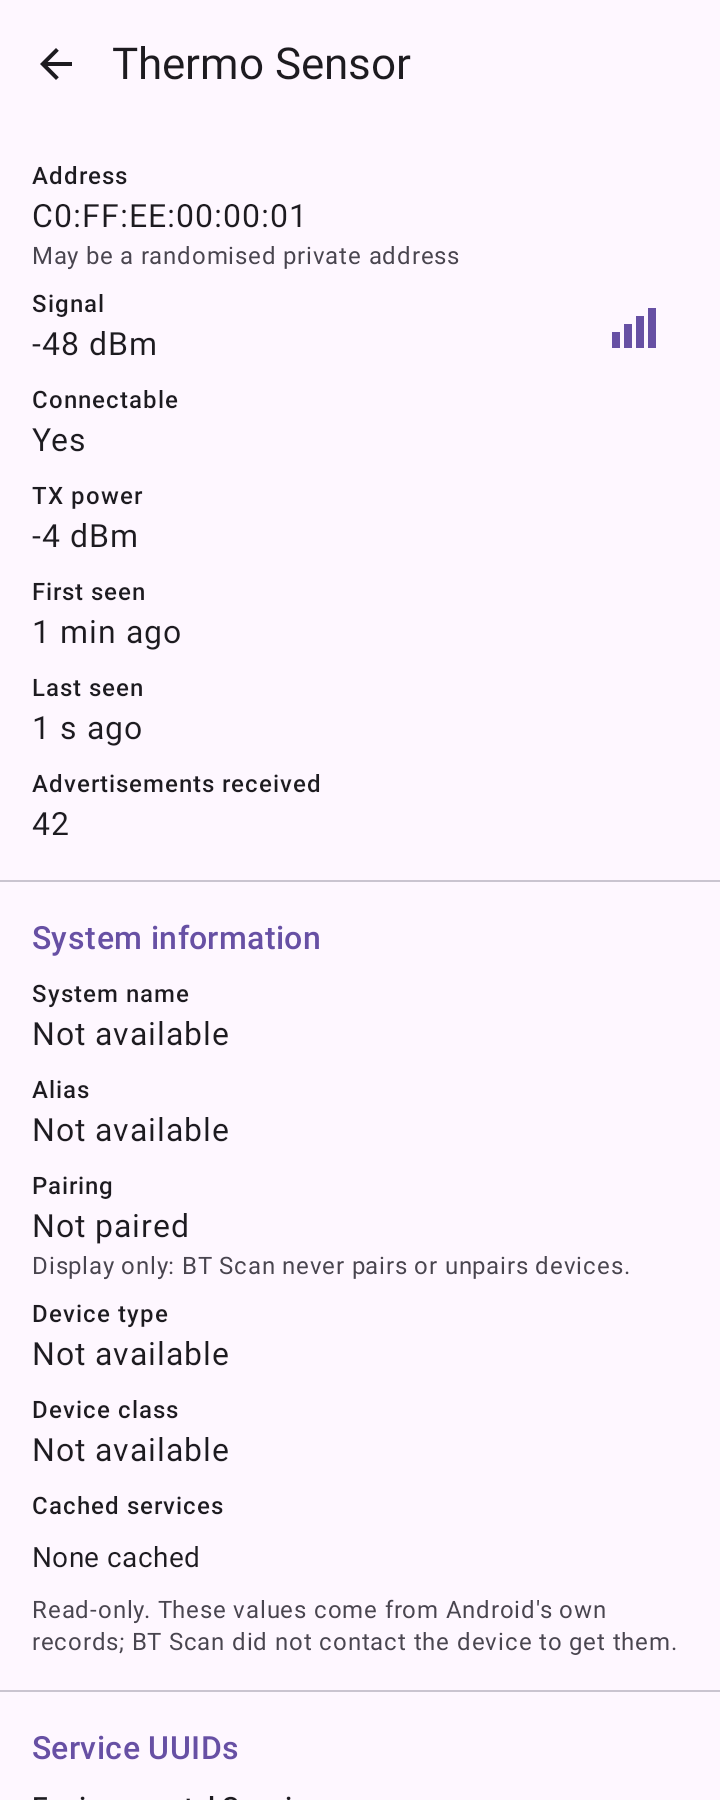 Thermo Sensor
Address
C0:FF:EE:00:00:01
May be a randomised private address
Signal
-48 dBm
Connectable
Yes
TX power
-4 dBm
First seen
1 min ago
Last seen
1 s ago
Advertisements received
42
System information
System name
Not available
Alias
Not available
Pairing
Not paired
Display only: BT Scan never pairs or unpairs devices.
Device type
Not available
Device class
Not available
Cached services
None cached
Read-only. These values come from Android's own
records; BT Scan did not contact the device to get them.
Service UUIDs